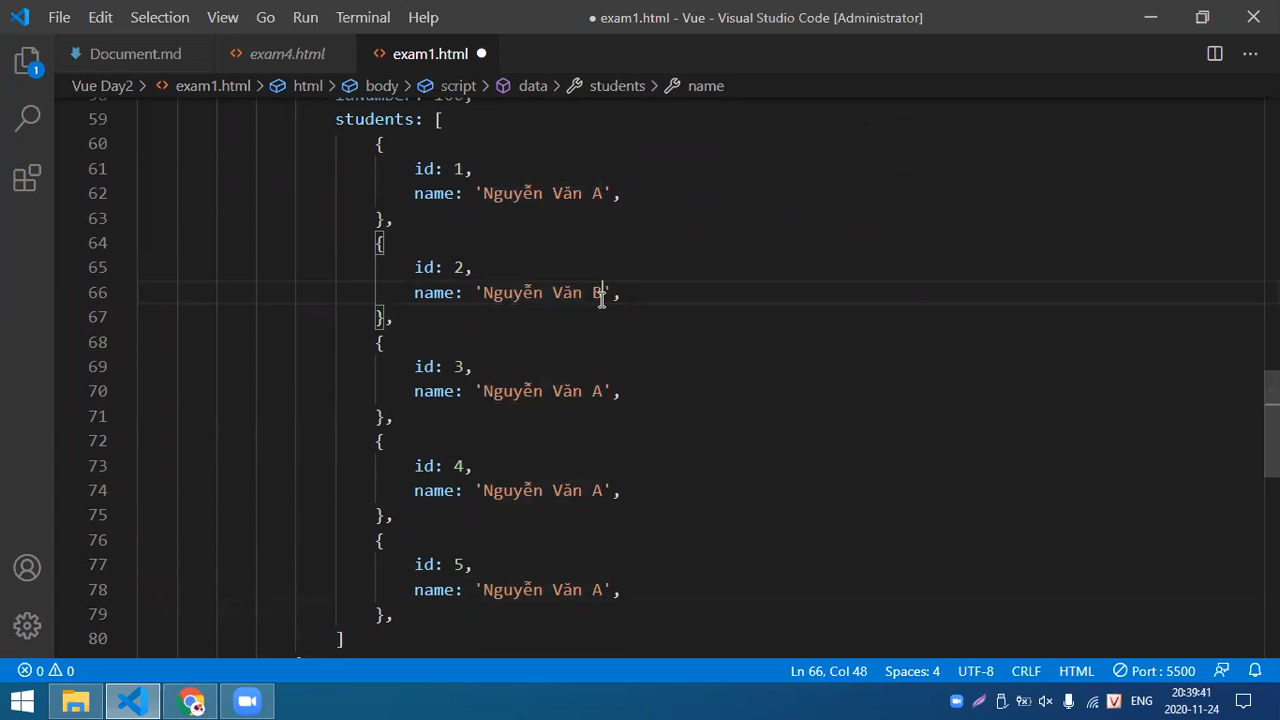 File Edit Selection View Go Run Terminal Help ● exam1.html - Vue - Visual Studio Code [Administrator]
Document.md exam4.html exam1.html
Vue Day2 > exam1.html > html > body > script > data > students > name
59 students: [
60 {
61 id: 1,
62 name: 'Nguyễn Văn A',
63 },
64 {
65 id: 2,
66 name: 'Nguyễn Văn B',
67 },
68 {
69 id: 3,
70 name: 'Nguyễn Văn A',
71 },
72 {
73 id: 4,
74 name: 'Nguyễn Văn A',
75 },
76 {
77 id: 5,
78 name: 'Nguyễn Văn A',
79 },
80 ]
0 0 Ln 66, Col 48 Spaces: 4 UTF-8 CRLF HTML Port : 5500
1
V ENG 20:39:41
2020-11-24